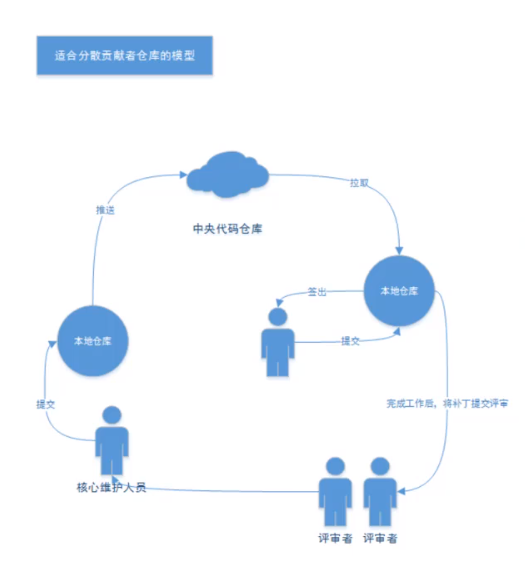 适合分散贡献者仓库的模型
拉取
推送
中央代码仓库
签出
本地仓库
本地仓库
提交
提交
完成工作后，将补丁提交评审
核心维护人员
评审者
评审者